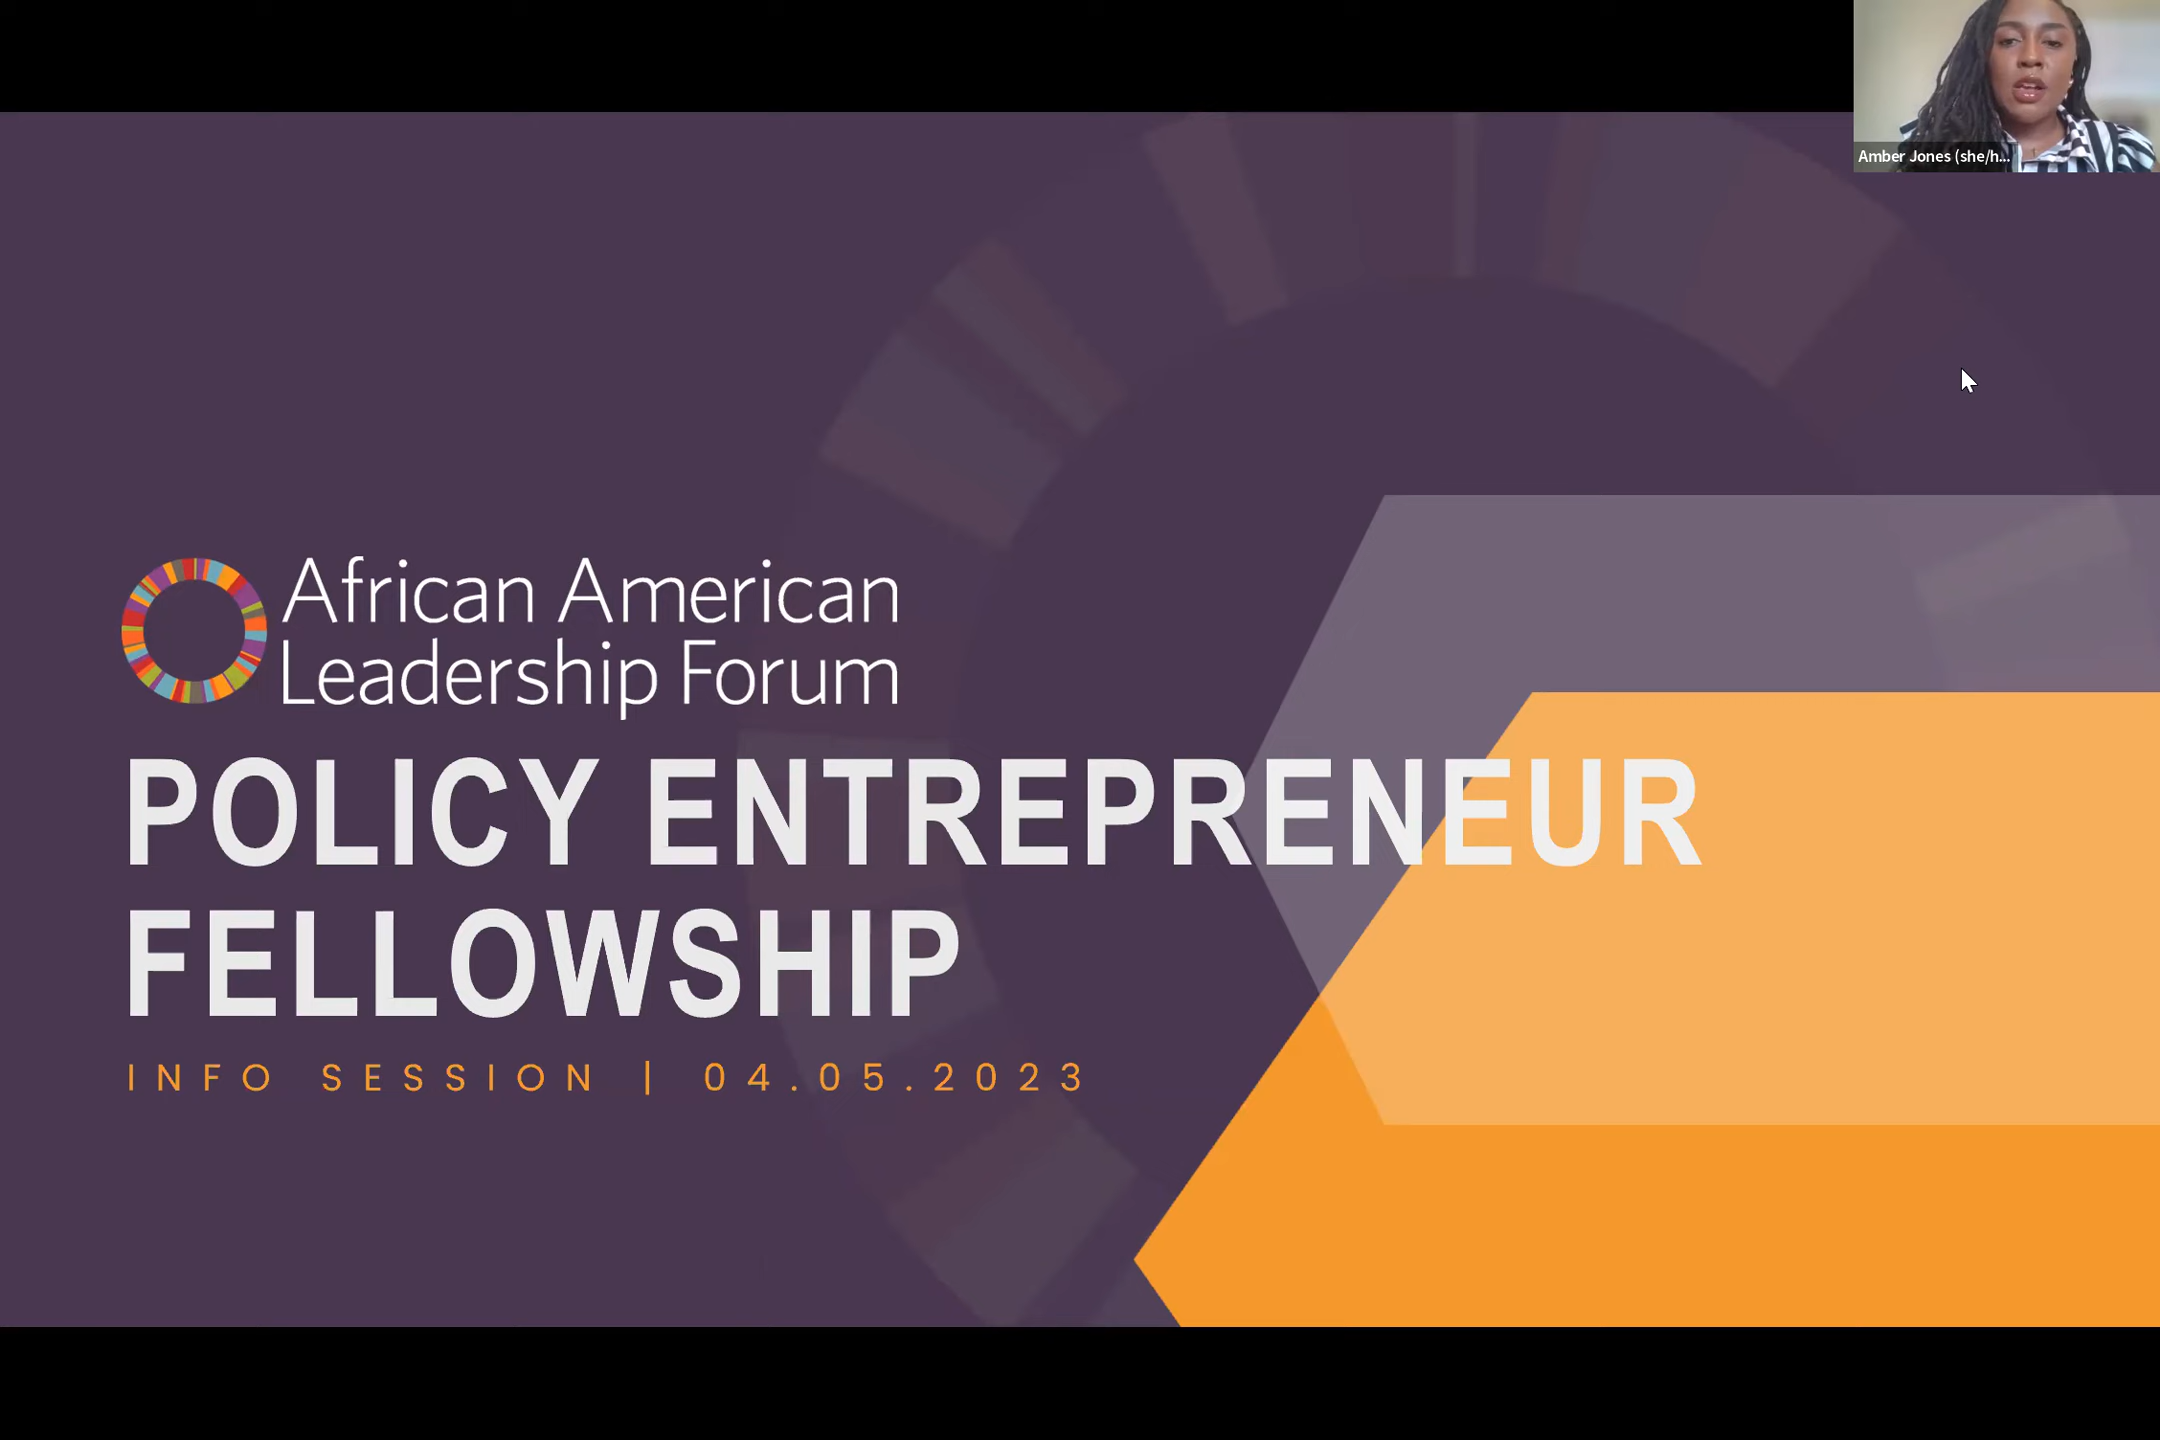 Amber Jones (she/h...
African American
Leadership Forum
POLICY ENTREPRENEUR
FELLOWSHIP
INFO SESSION | 04.05.2023